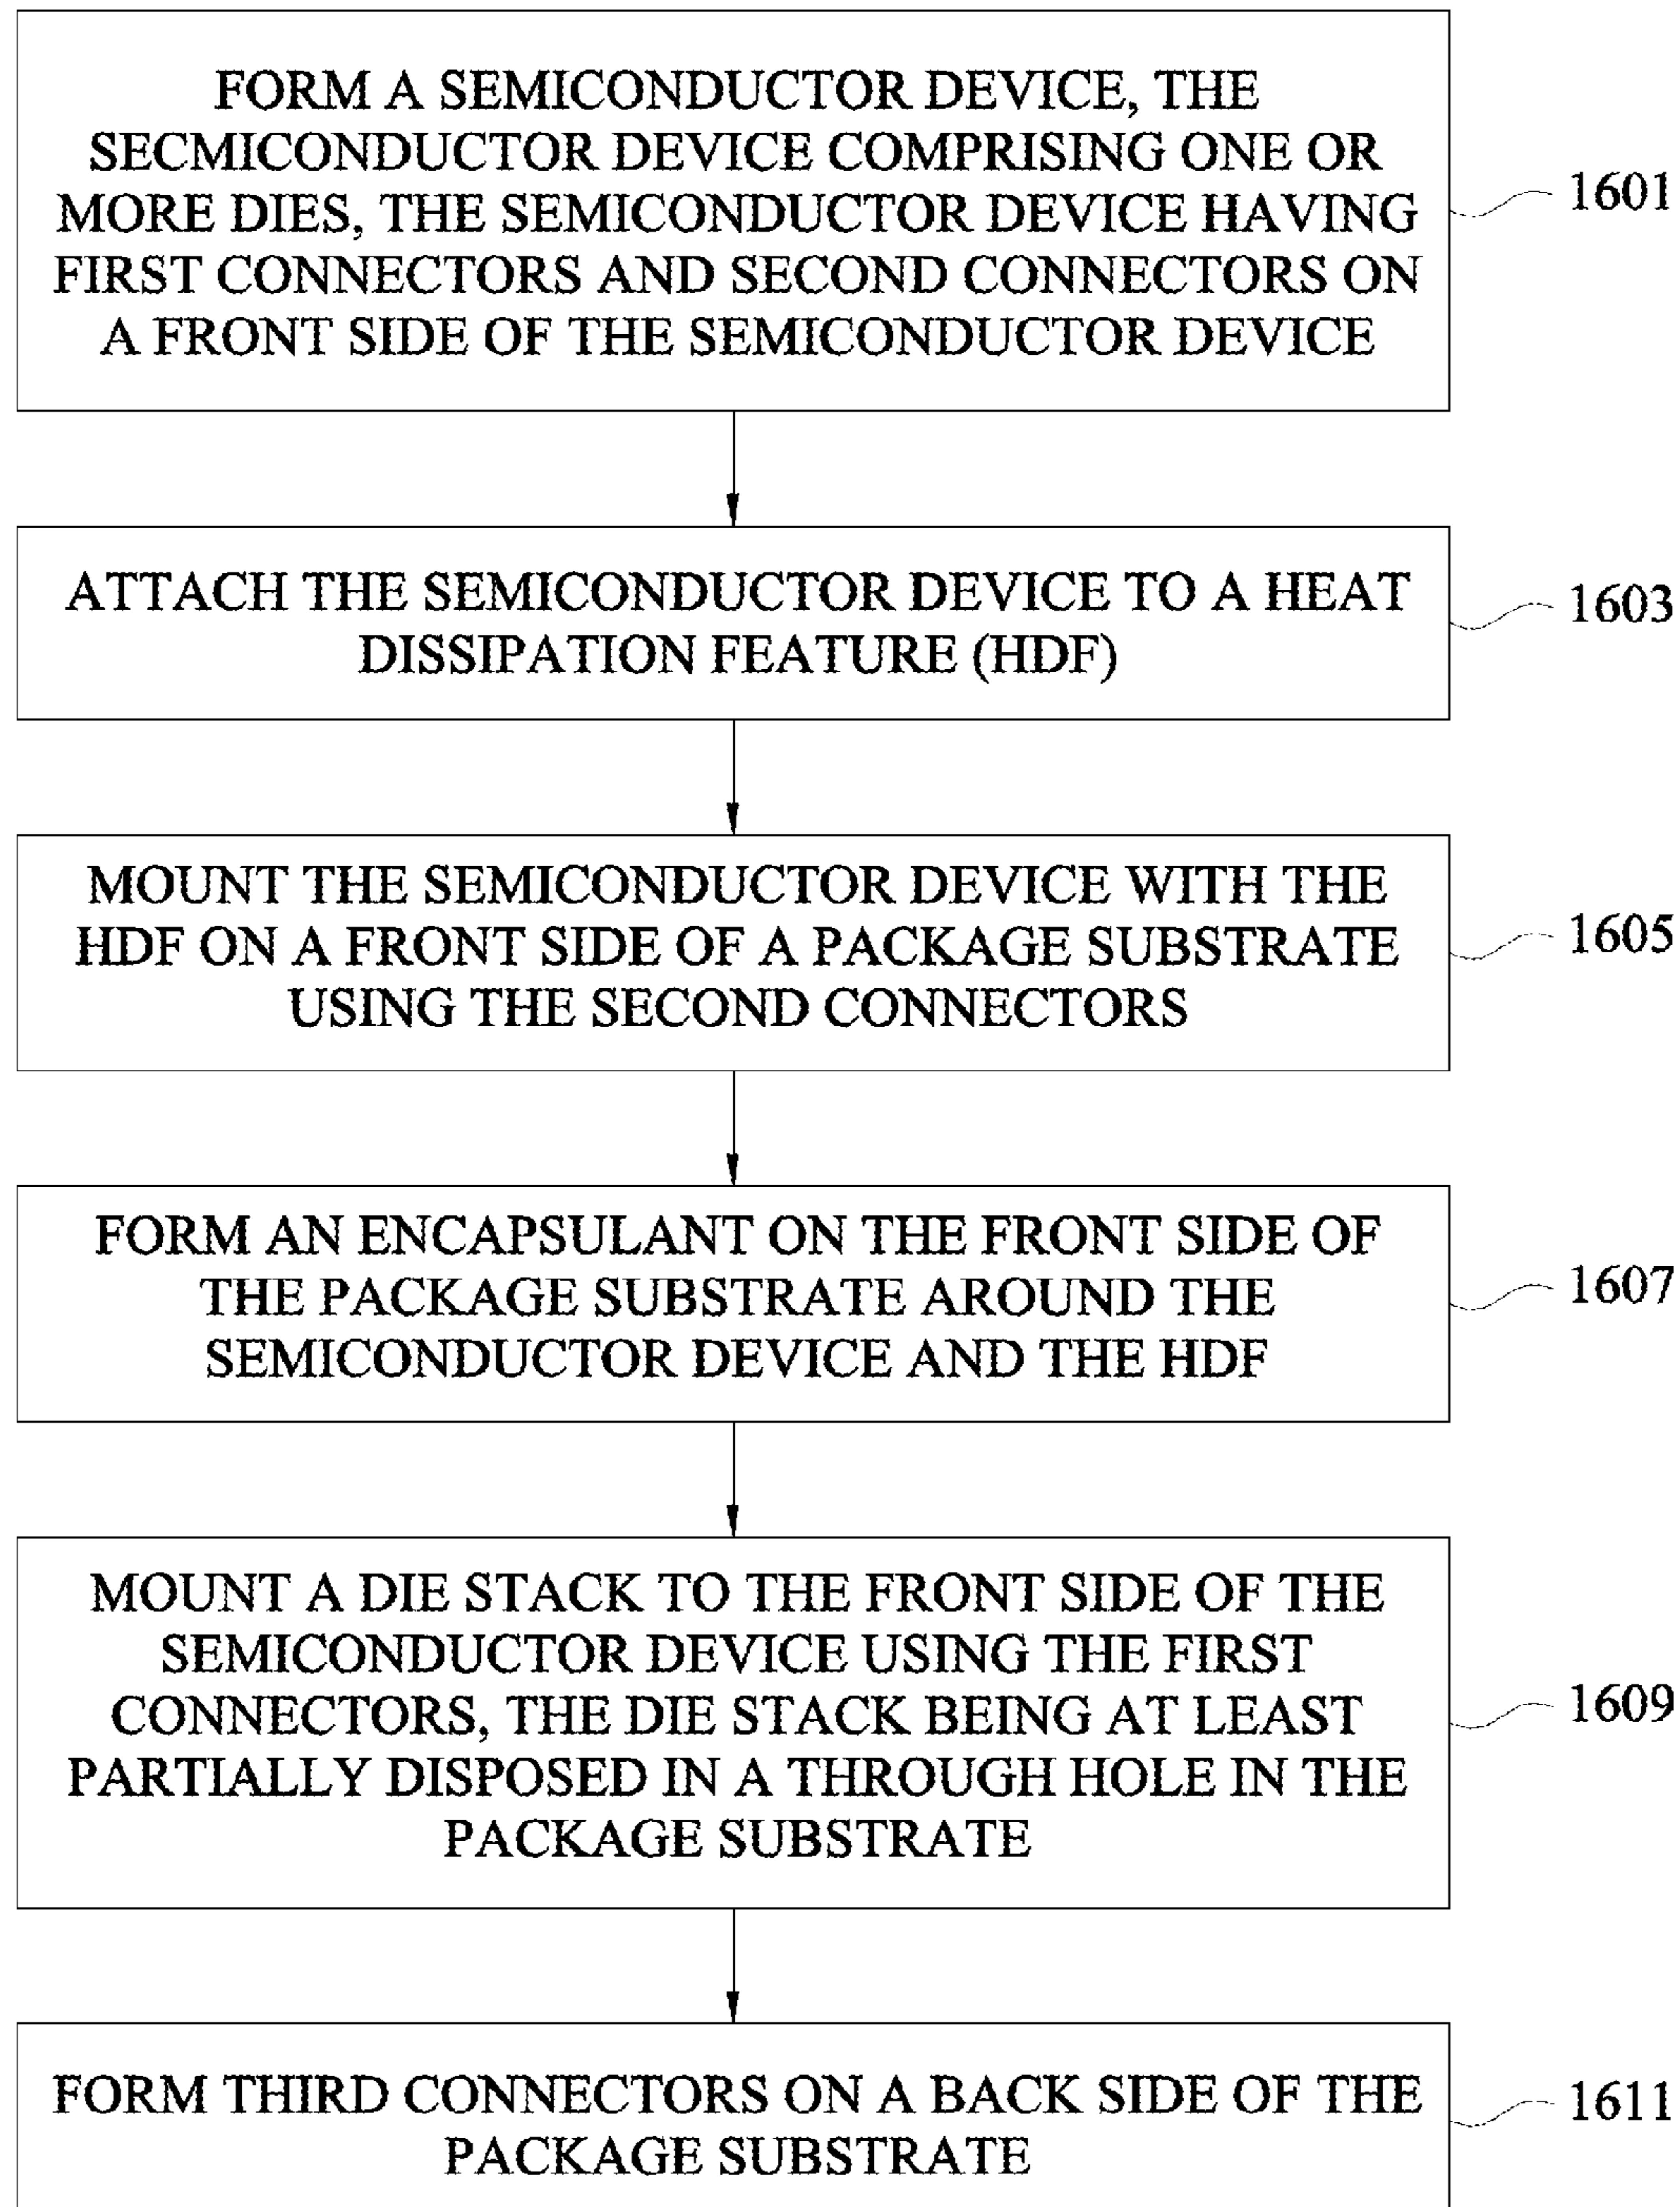 FORM A SEMICONDUCTOR DEVICE, THE
SECMICONDUCTOR DEVICE COMPRISING ONE OR
MORE DIES, THE SEMICONDUCTOR DEVICE HAVING
FIRST CONNECTORS AND SECOND CONNECTORS ON
A FRONT SIDE OF THE SEMICONDUCTOR DEVICE
1601
ATTACH THE SEMICONDUCTOR DEVICE TO A HEAT
DISSIPATION FEATURE (HDF)
1603
MOUNT THE SEMICONDUCTOR DEVICE WITH THE
HDF ON A FRONT SIDE OF A PACKAGE SUBSTRATE
USING THE SECOND CONNECTORS
1605
FORM AN ENCAPSULANT ON THE FRONT SIDE OF
THE PACKAGE SUBSTRATE AROUND THE
SEMICONDUCTOR DEVICE AND THE HDF
1607
MOUNT A DIE STACK TO THE FRONT SIDE OF THE
SEMICONDUCTOR DEVICE USING THE FIRST
CONNECTORS, THE DIE STACK BEING AT LEAST
PARTIALLY DISPOSED IN A THROUGH HOLE IN THE
PACKAGE SUBSTRATE
1609
FORM THIRD CONNECTORS ON A BACK SIDE OF THE
PACKAGE SUBSTRATE
1611